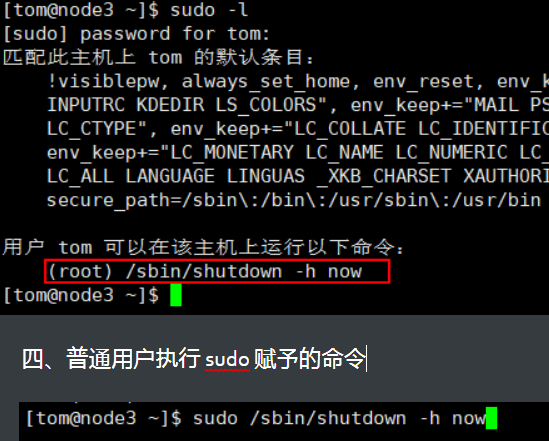 [tom@node3 ~]$ sudo -l
[sudo] password for tom:
匹配此主机上 tom 的默认条目：
!visiblepw, always_set_home, env_reset, env_k
INPUTRC KDEDIR LS_COLORS", env_keep+="MAIL PS
LC_CTYPE", env_keep+="LC_COLLATE LC_IDENTIFIC
env_keep+="LC_MONETARY LC_NAME LC_NUMERIC LC_
LC_ALL LANGUAGE LINGUAS _XKB_CHARSET XAUTHORI
secure_path=/sbin\:/bin\:/usr/sbin\:/usr/bin
用户 tom 可以在该主机上运行以下命令：
(root) /sbin/shutdown -h now
[tom@node3 ~]$
四、普通用户执行 sudo 赋予的命令
[tom@node3 ~]$ sudo /sbin/shutdown -h now